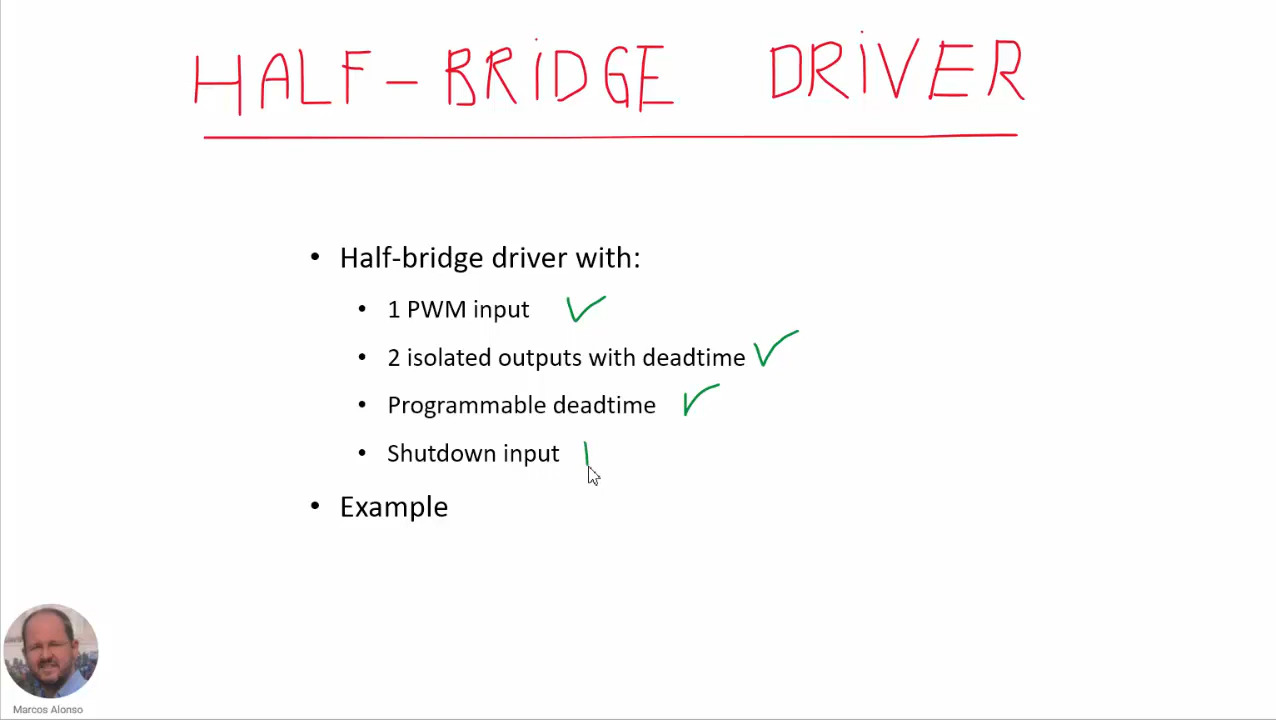 HALF-BRIDGE DRIVER
• Half-bridge driver with:
• 1 PWM input
• 2 isolated outputs with deadtime
• Programmable deadtime
• Shutdown input
• Example
Marcos Alonso